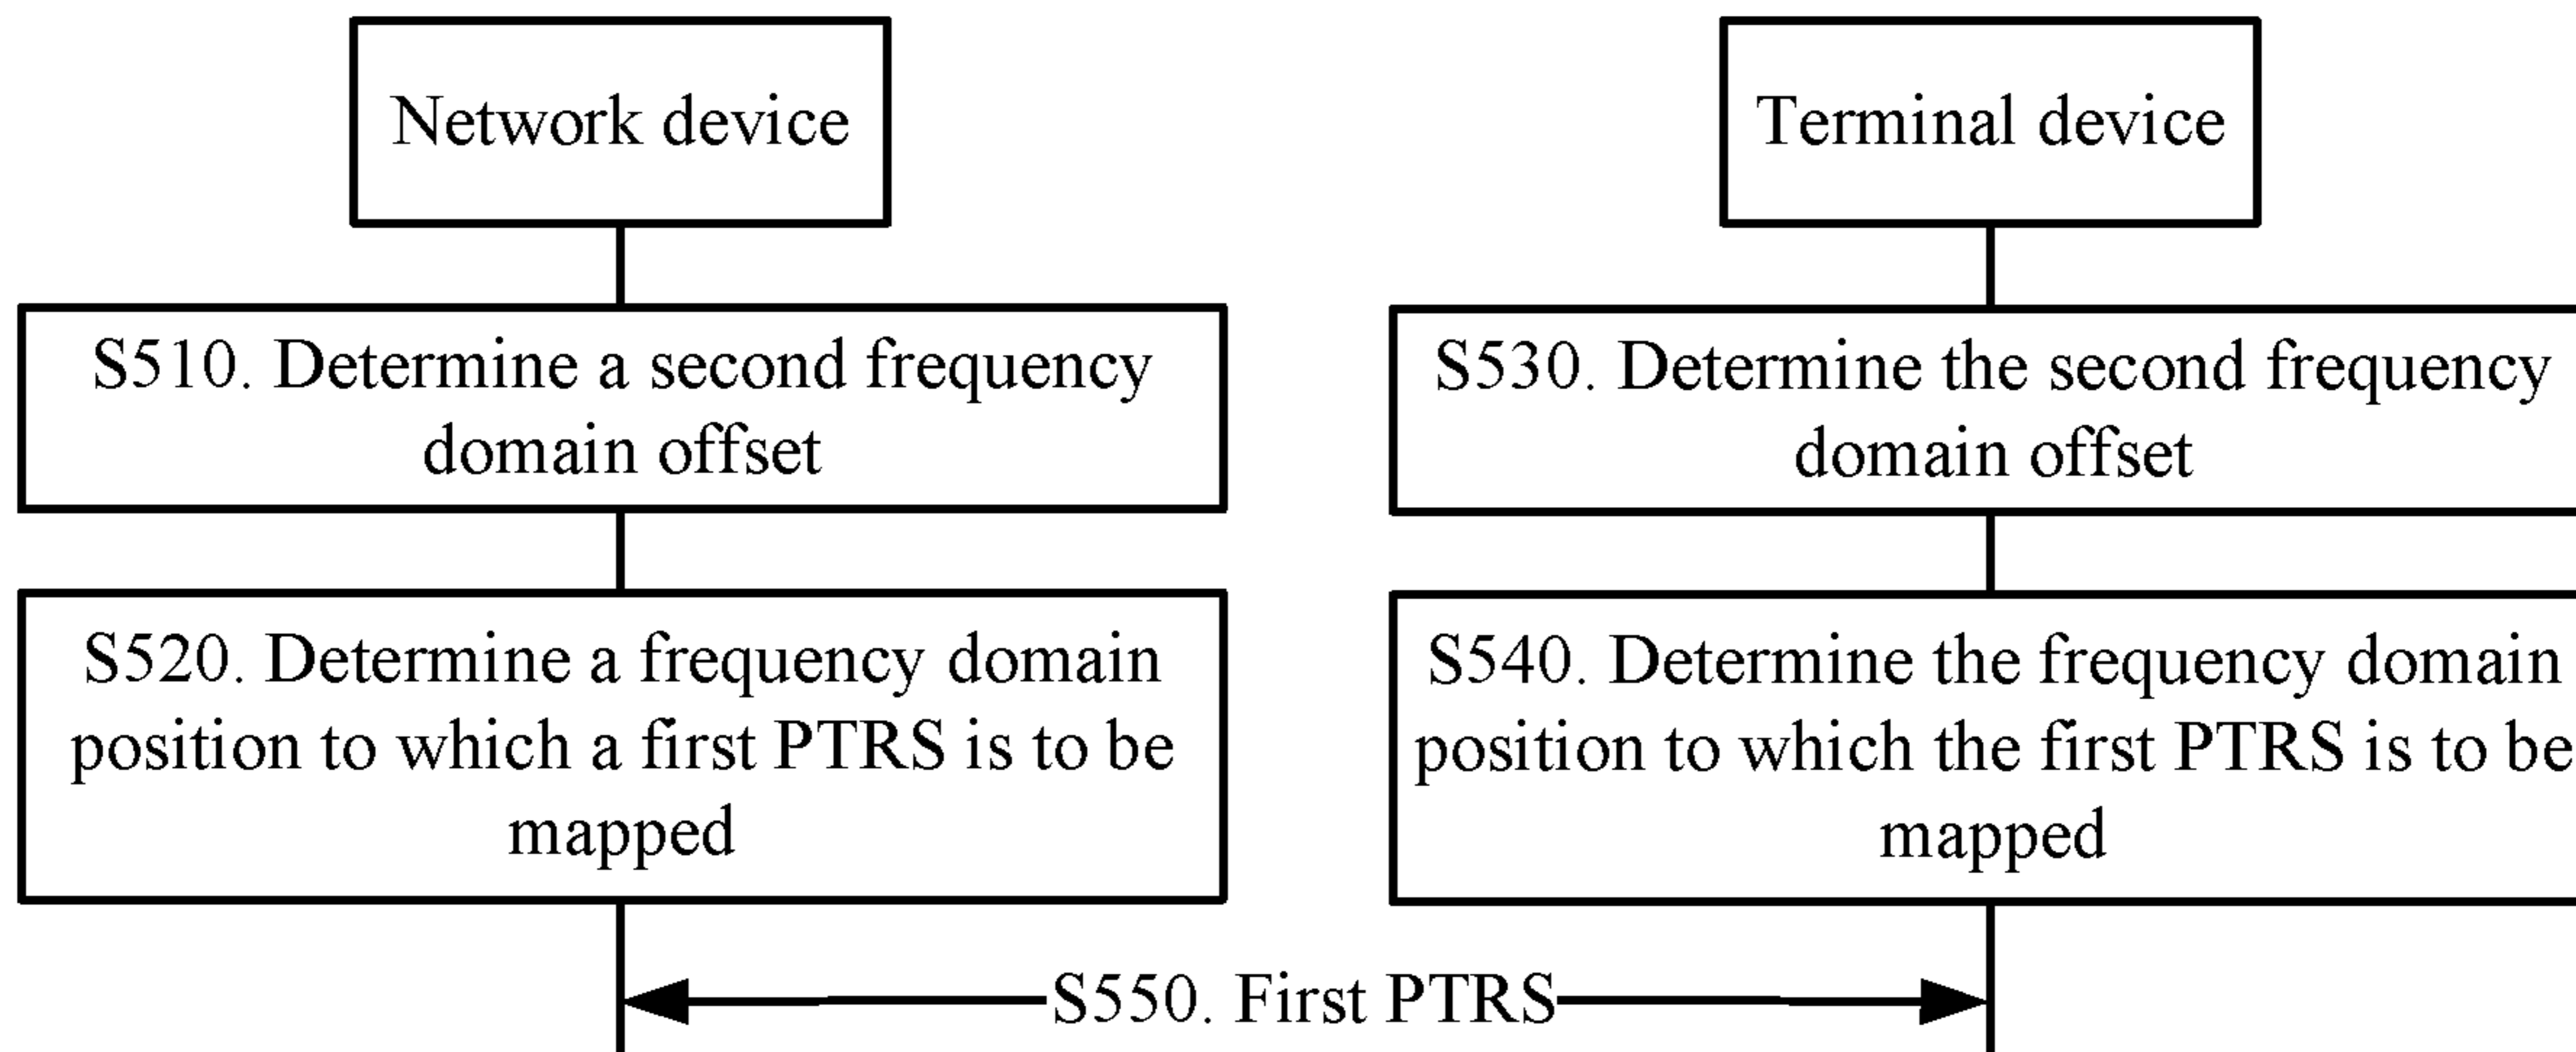 Network device
Terminal device
S510. Determine a second frequency
domain offset
S530. Determine the second frequency
domain offset
S520. Determine a frequency domain
position to which a first PTRS is to be
mapped
S540. Determine the frequency domain
position to which the first PTRS is to be
mapped
S550. First PTRS